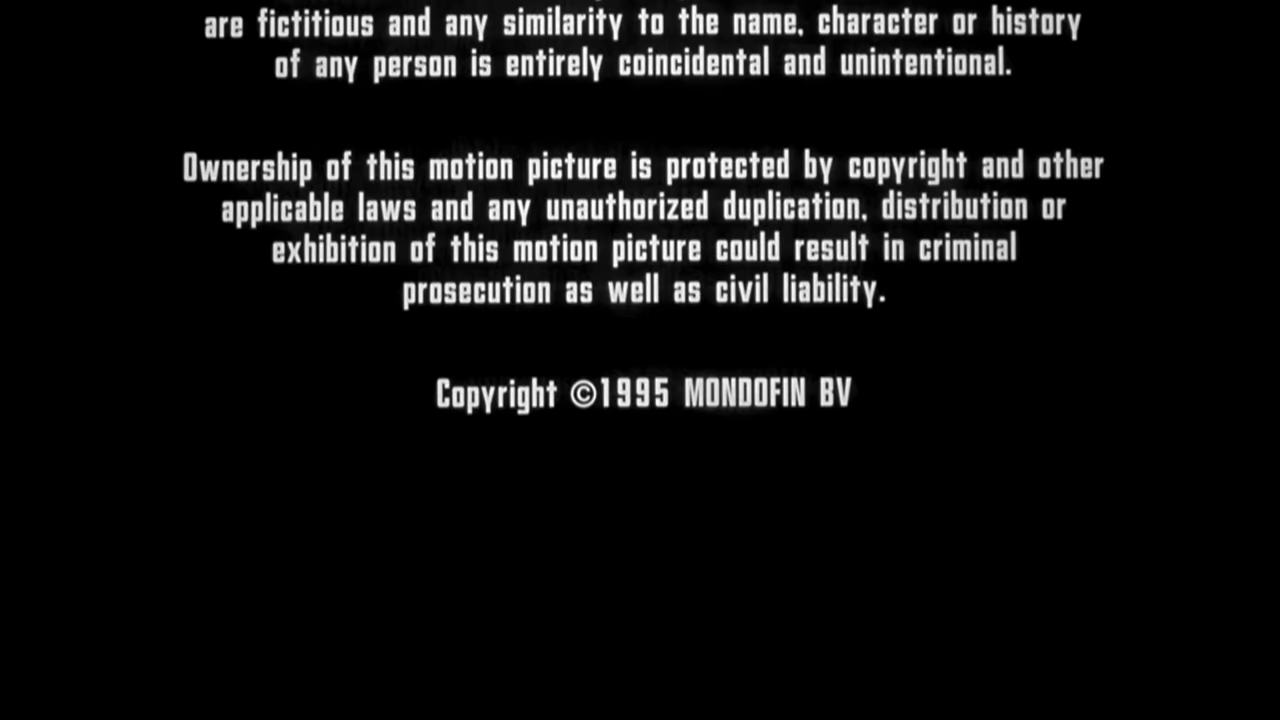 are fictitious and any similarity to the name, character or history
of any person is entirely coincidental and unintentional.
Ownership of this motion picture is protected by copyright and other
applicable laws and any unauthorized duplication, distribution or
exhibition of this motion picture could result in criminal
prosecution as well as civil liability.
Copyright ©1995 MONDOFIN BV